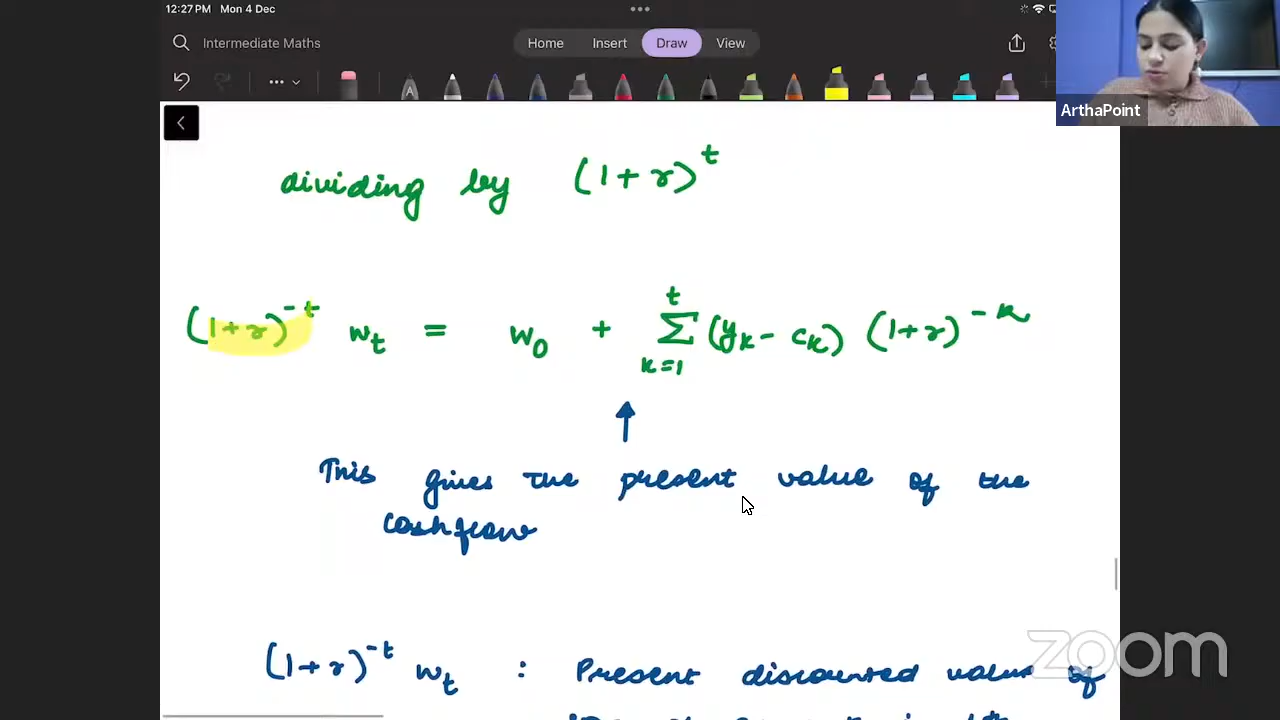 12:27 PM Mon 4 Dec
Intermediate Maths
Home Insert Draw View
ArthaPoint
dividing by (1+r)^t
(1+r)^-t w_t = w_0 + Σ_{k=1}^{t} (y_k - c_k) (1+r)^-k
This gives the present value of the
cashflow
(1+r)^-t w_t : Present discounted value of
zoom